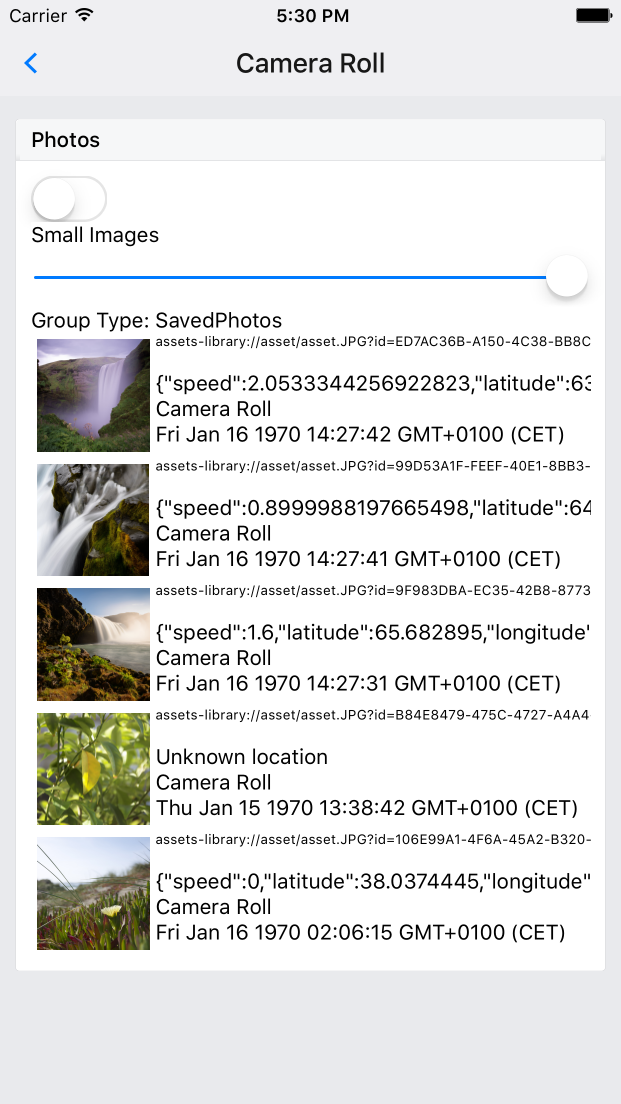 Carrier 5:30 PM
Camera Roll
Photos
Small Images
Group Type: SavedPhotos
assets-library://asset/asset.JPG?id=ED7AC36B-A150-4C38-BB8C
{"speed":2.0533344256922823,"latitude":63
Camera Roll
Fri Jan 16 1970 14:27:42 GMT+0100 (CET)
assets-library://asset/asset.JPG?id=99D53A1F-FEEF-40E1-8BB3-
{"speed":0.8999988197665498,"latitude":64
Camera Roll
Fri Jan 16 1970 14:27:41 GMT+0100 (CET)
assets-library://asset/asset.JPG?id=9F983DBA-EC35-42B8-8773
{"speed":1.6,"latitude":65.682895,"longitude"
Camera Roll
Fri Jan 16 1970 14:27:31 GMT+0100 (CET)
assets-library://asset/asset.JPG?id=B84E8479-475C-4727-A4A4
Unknown location
Camera Roll
Thu Jan 15 1970 13:38:42 GMT+0100 (CET)
assets-library://asset/asset.JPG?id=106E99A1-4F6A-45A2-B320-
{"speed":0,"latitude":38.0374445,"longitude"
Camera Roll
Fri Jan 16 1970 02:06:15 GMT+0100 (CET)